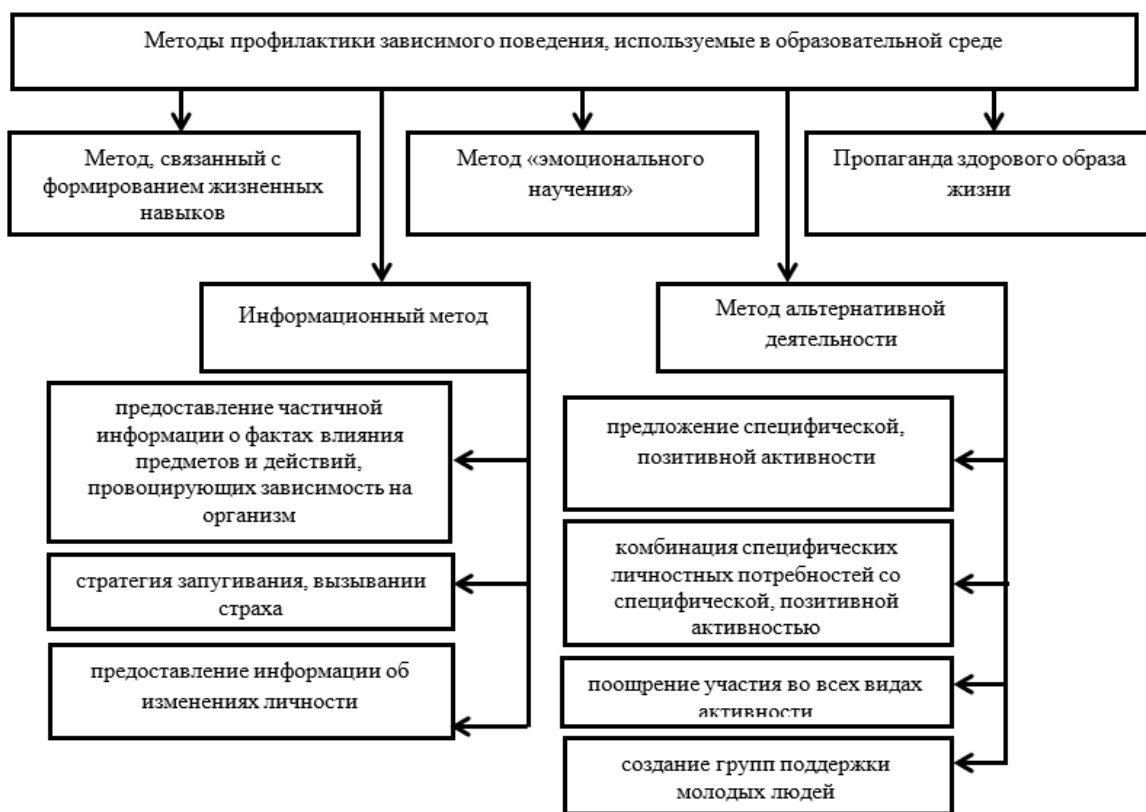 Методы профилактики зависимого поведения, используемые в образовательной среде
Метод, связанный с
формированием жизненных
навыков
Метод «эмоционального
научения»
Пропаганда здорового образа
жизни
Информационный метод
Метод альтернативной
деятельности
предоставление частичной
информации о фактах влияния
предметов и действий,
провоцирующих зависимость на
организм
стратегия запугивания, вызывании
страха
предоставление информации об
изменениях личности
предложение специфической,
позитивной активности
комбинация специфических
личностных потребностей со
специфической, позитивной
активностью
поощрение участия во всех видах
активности
создание групп поддержки
молодых людей